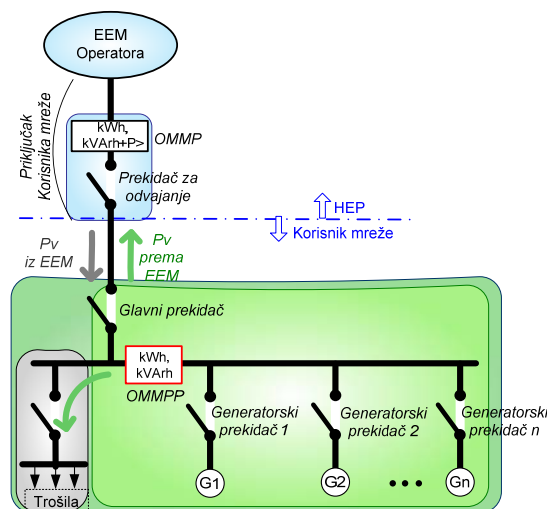 EEM
Operatora
Priključak
Korisnika mreže
kWh,
kVArh+P>
OMMP
Prekidač za
odvajanje
HEP
Korisnik mreže
Pv
iz EEM
Pv
prema
EEM
Glavni prekidač
kWh,
kVArh
OMMPP
Generatorski
prekidač 1
Generatorski
prekidač 2
Generatorski
prekidač n
G1
G2
Gn
Trošila